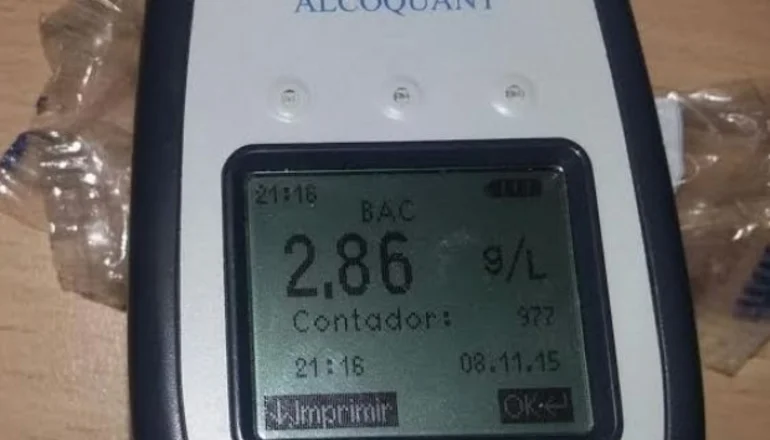 ALCOQUANT
21:16
BAC
2.86 g/L
Contador: 977
21:16 08.11.15
Imprimir OK